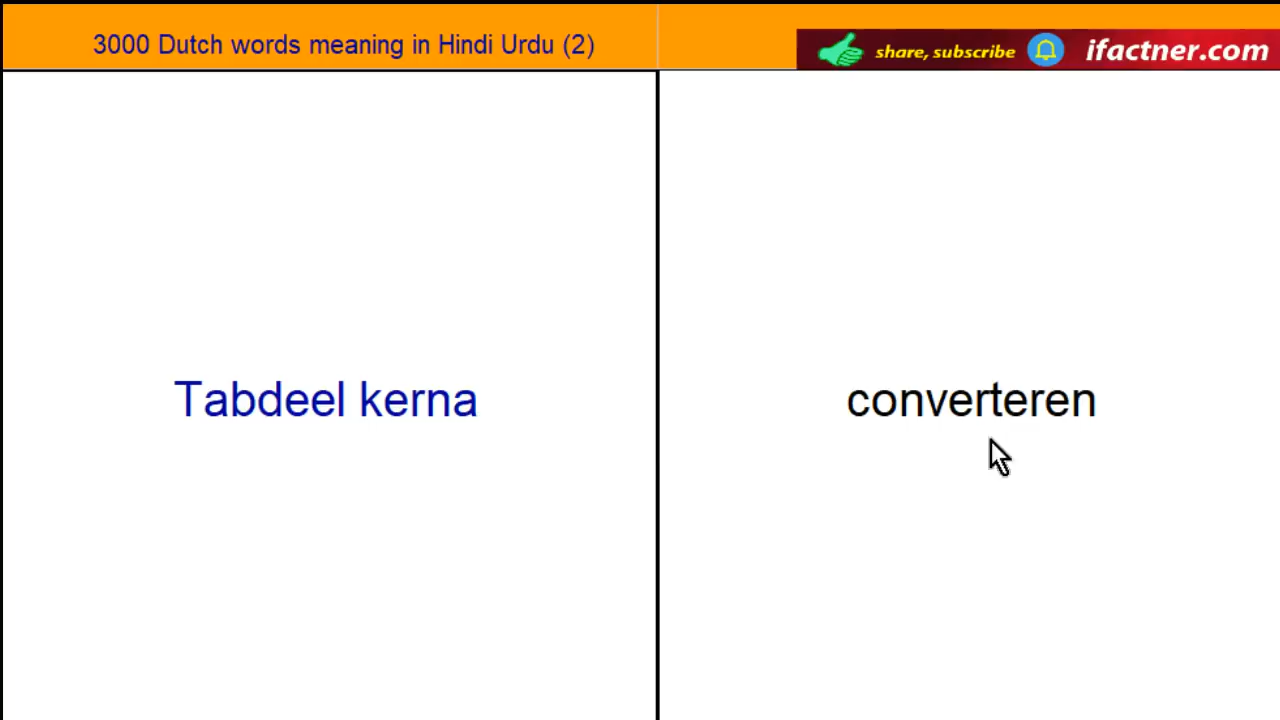 3000 Dutch words meaning in Hindi Urdu (2)
share, subscribe
ifactner.com
Tabdeel kerna
converteren